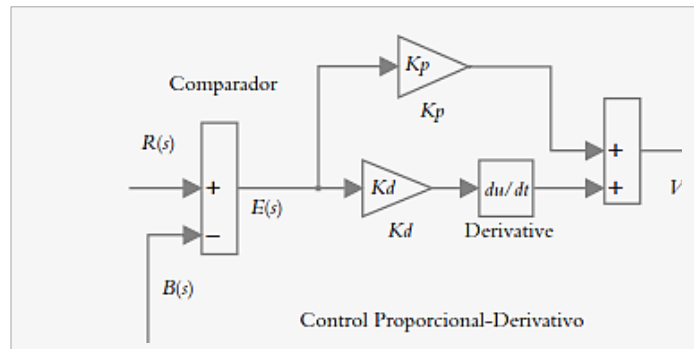 Kp
Comparador
Kp
R(s)
+
+
+
Kd
du/dt
+
E(s)
V
−
Kd
Derivative
B(s)
Control Proporcional-Derivativo